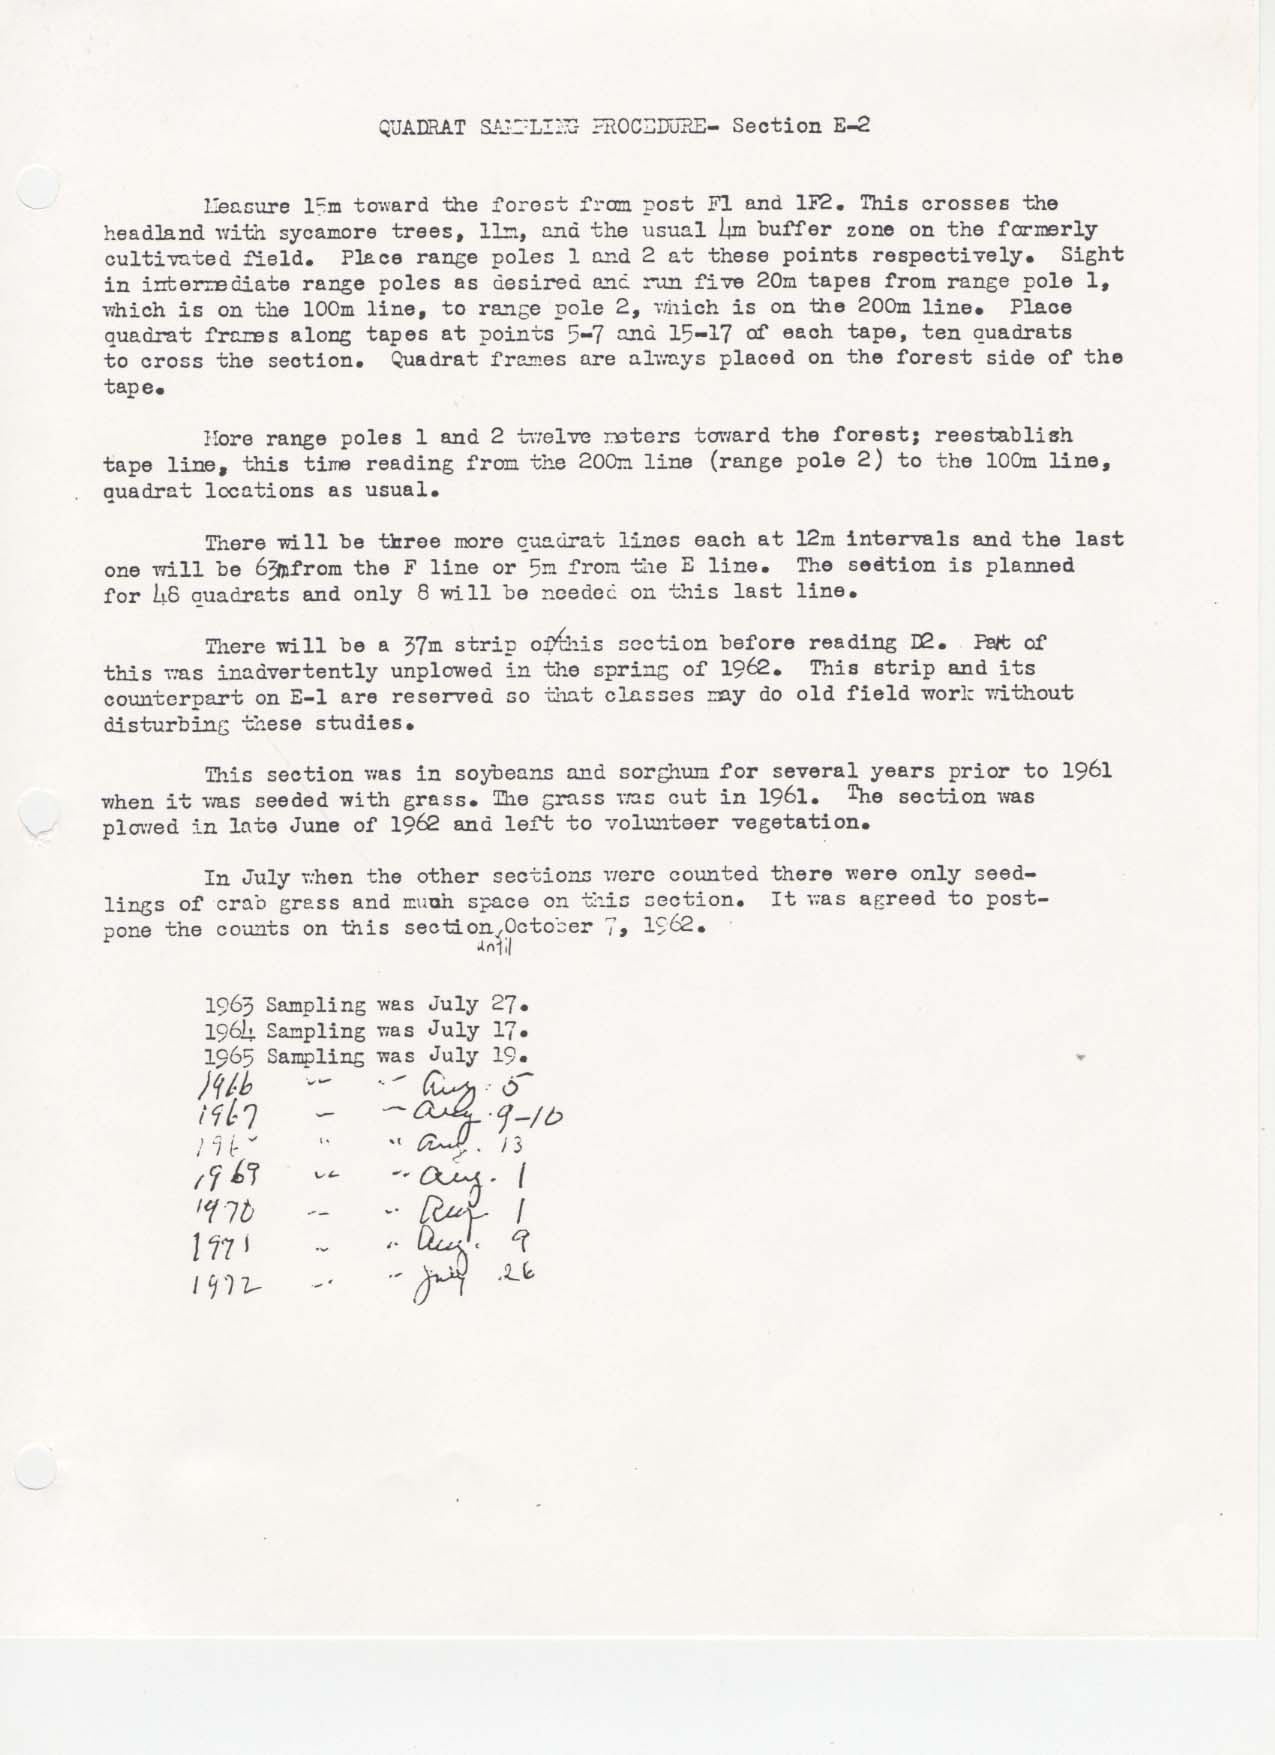 QUADRAT SAMPLING PROCEDURE- Section E-2
Measure 15m toward the forest from post F1 and 1F2. This crosses the
headland with sycamore trees, 11m, and the usual 4m buffer zone on the formerly
cultivated field. Place range poles 1 and 2 at these points respectively. Sight
in intermediate range poles as desired and run five 20m tapes from range pole 1,
which is on the 100m line, to range pole 2, which is on the 200m line. Place
quadrat frames along tapes at points 5-7 and 15-17 of each tape, ten quadrats
to cross the section. Quadrat frames are always placed on the forest side of the
tape.
More range poles 1 and 2 twelve meters toward the forest; reestablish
tape line, this time reading from the 200m line (range pole 2) to the 100m line,
quadrat locations as usual.
There will be three more quadrat lines each at 12m intervals and the last
one will be 63m from the F line or 5m from the E line. The section is planned
for 48 quadrats and only 8 will be needed on this last line.
There will be a 37m strip of/this section before reading D2. Part of
this was inadvertently unplowed in the spring of 1962. This strip and its
counterpart on E-1 are reserved so that classes may do old field work without
disturbing these studies.
This section was in soybeans and sorghum for several years prior to 1961
when it was seeded with grass. The grass was cut in 1961. The section was
plowed in late June of 1962 and left to volunteer vegetation.
In July when the other sections were counted there were only seed-
lings of crab grass and much space on this section. It was agreed to post-
pone the counts on this section, October 7, 1962.
until
1963 Sampling was July 27.
1964 Sampling was July 17.
1965 Sampling was July 19.
1966 " " Aug. 5
1967 " " Aug. 9-10
" " Aug. 13
1969 " " Aug. 1
1970 " " Aug 1
1971 " " Aug. 9
1972 " " July 26